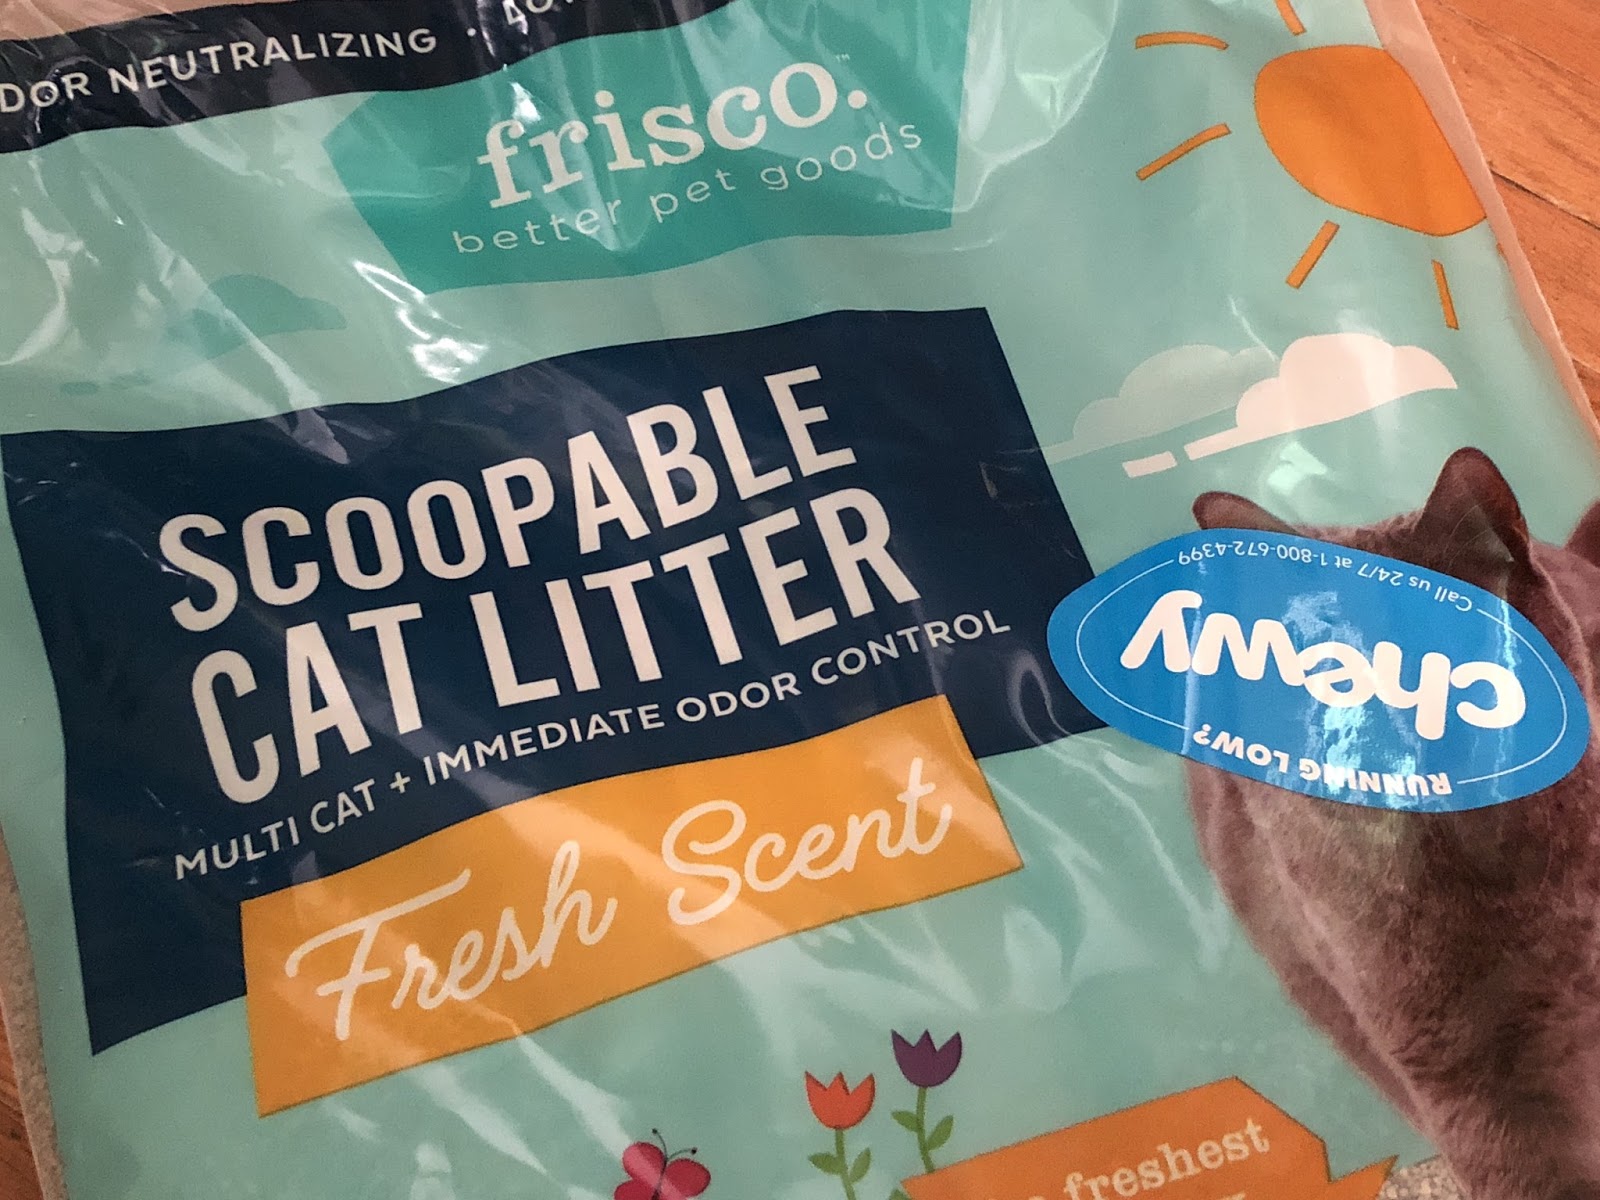 NEUTRALIZING ·
frisco.™
better pet goods
SCOOPABLE
CAT LITTER
MULTI CAT + IMMEDIATE ODOR CONTROL
Fresh Scent
Call us 24/7 at 1-800-672-4399
chewy
RUNNING LOW?
freshest